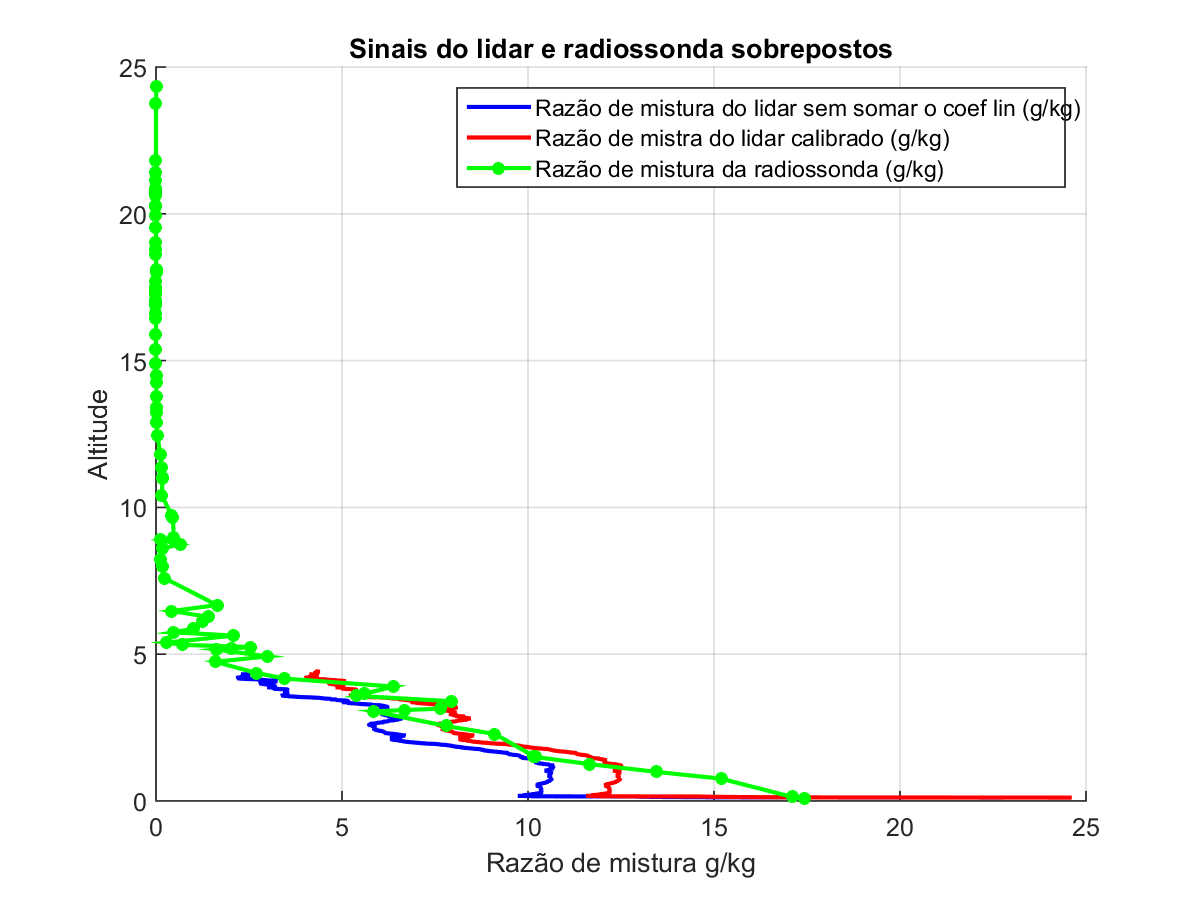 Sinais do lidar e radiossonda sobrepostos
25
Razão de mistura do lidar sem somar o coef lin (g/kg)
Razão de mistra do lidar calibrado (g/kg)
Razão de mistura da radiossonda (g/kg)
20
15
10
5
0
Altitude
0 5 10 15 20 25
Razão de mistura g/kg